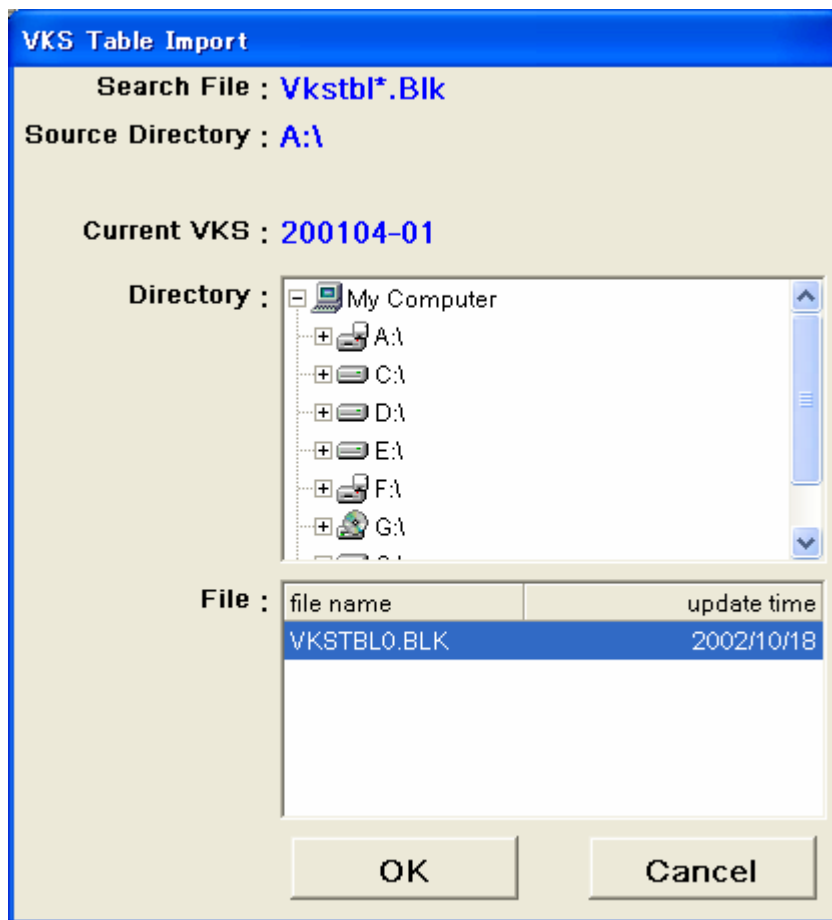 VKS Table Import
Search File : Vkstbl*.Blk
Source Directory : A:\
Current VKS : 200104-01
Directory : My Computer
A:\
C:\
D:\
E:\
F:\
G:\
File : file name update time
VKSTBL0.BLK 2002/10/18
OK Cancel